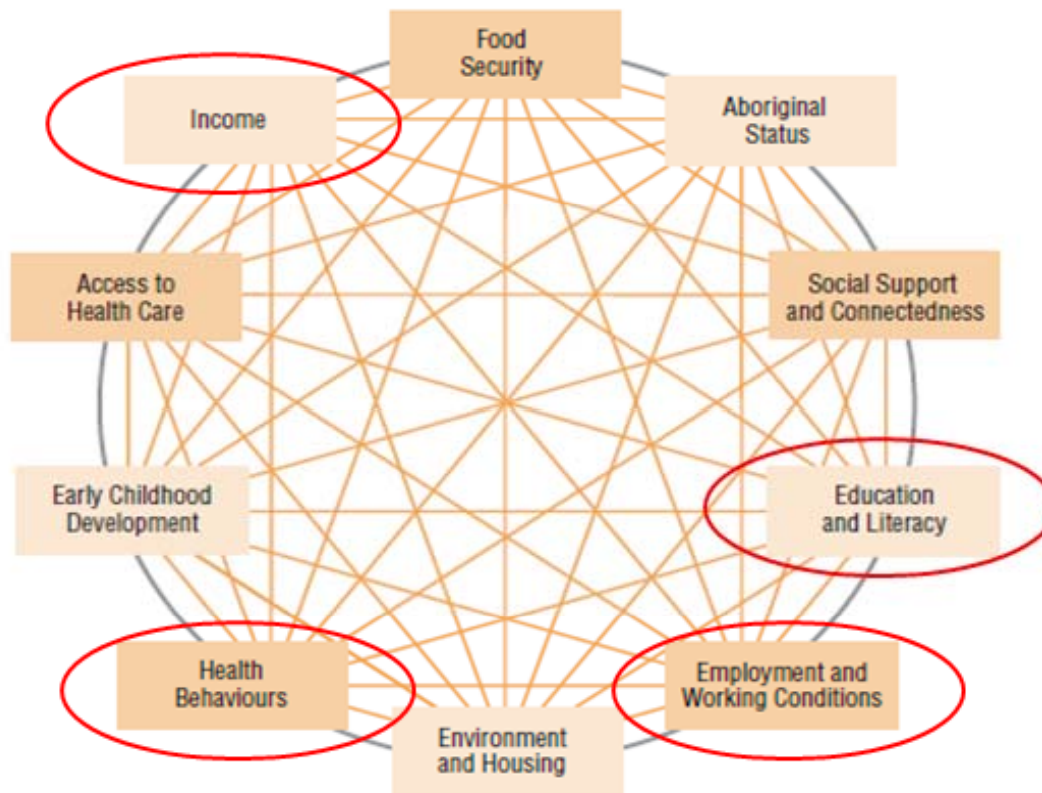 Food
Security
Income
Aboriginal
Status
Access to
Health Care
Social Support
and Connectedness
Early Childhood
Development
Education
and Literacy
Health
Behaviours
Employment and
Working Conditions
Environment
and Housing